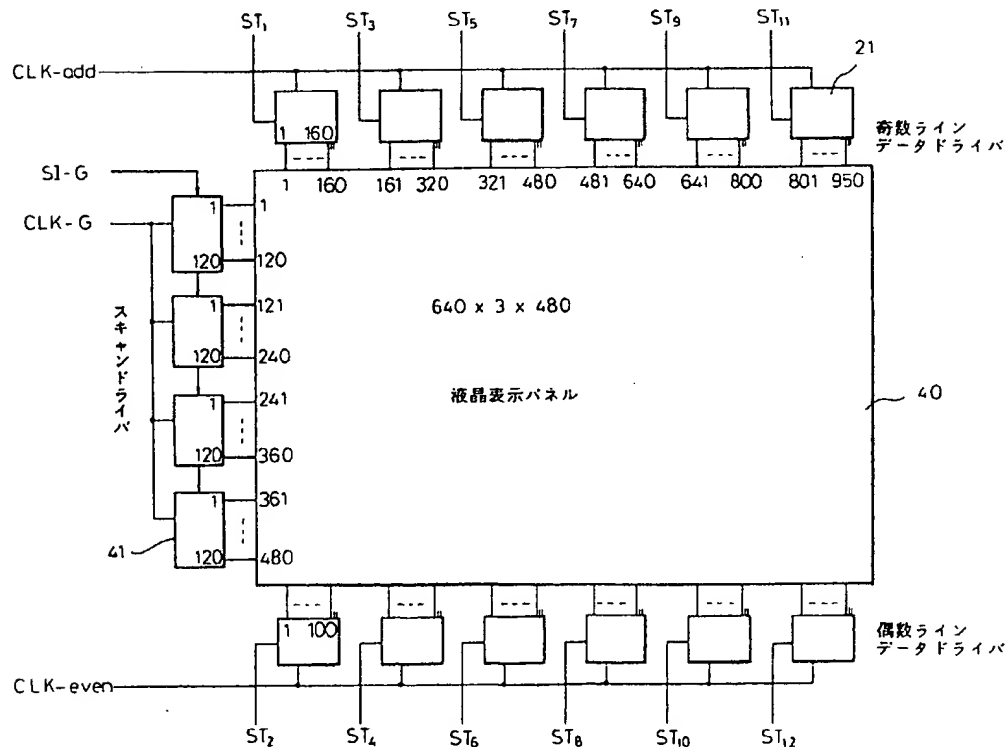 ST₁ ST₃ ST₅ ST₇ ST₉ ST₁₁
CLK-odd
21
1 160
奇数ライン
データドライバ
SI-G
1 160 161 320 321 480 481 640 641 800 801 950
CLK-G
1 1
120 120
1 121
120 240
1 241
120 360
1 361
120 480
スキャンドライバ
640 x 3 x 480
液晶表示パネル
40
41
1 100
偶数ライン
データドライバ
CLK-even
ST₂ ST₄ ST₆ ST₈ ST₁₀ ST₁₂